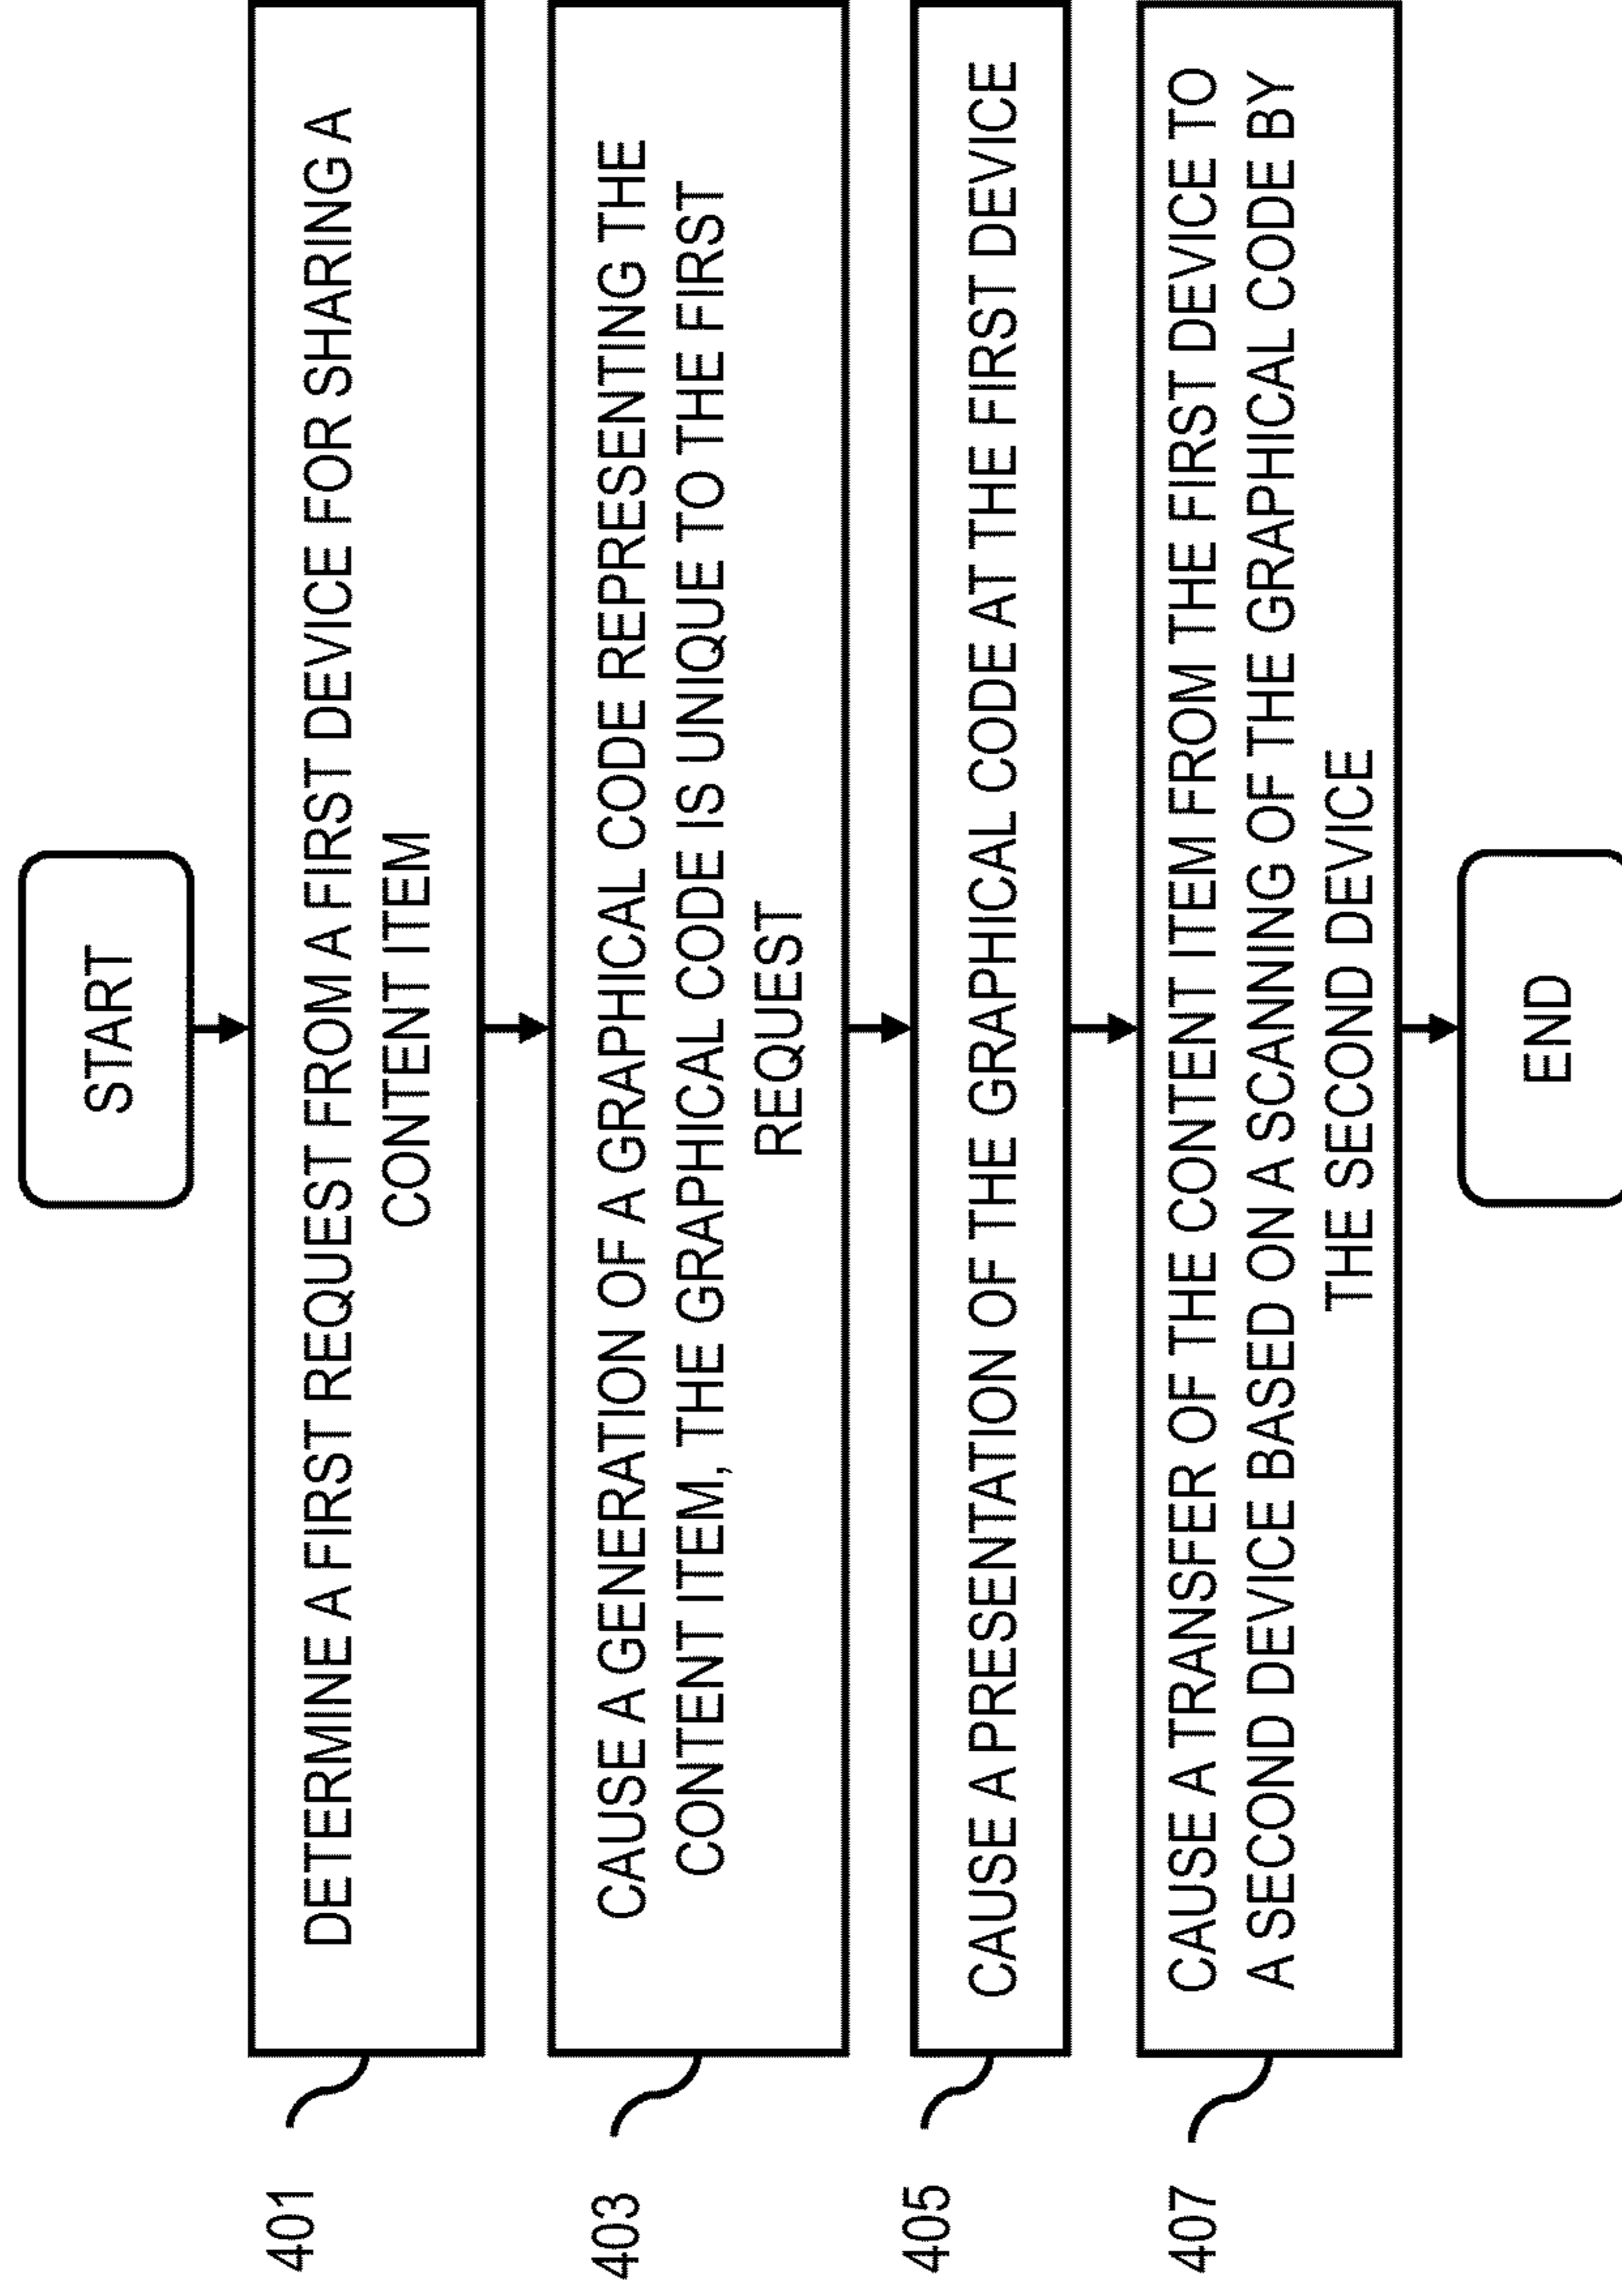 START
401
DETERMINE A FIRST REQUEST FROM A FIRST DEVICE FOR SHARING A
CONTENT ITEM
403
CAUSE A GENERATION OF A GRAPHICAL CODE REPRESENTING THE
CONTENT ITEM, THE GRAPHICAL CODE IS UNIQUE TO THE FIRST
REQUEST
405
CAUSE A PRESENTATION OF THE GRAPHICAL CODE AT THE FIRST DEVICE
407
CAUSE A TRANSFER OF THE CONTENT ITEM FROM THE FIRST DEVICE TO
A SECOND DEVICE BASED ON A SCANNING OF THE GRAPHICAL CODE BY
THE SECOND DEVICE
END